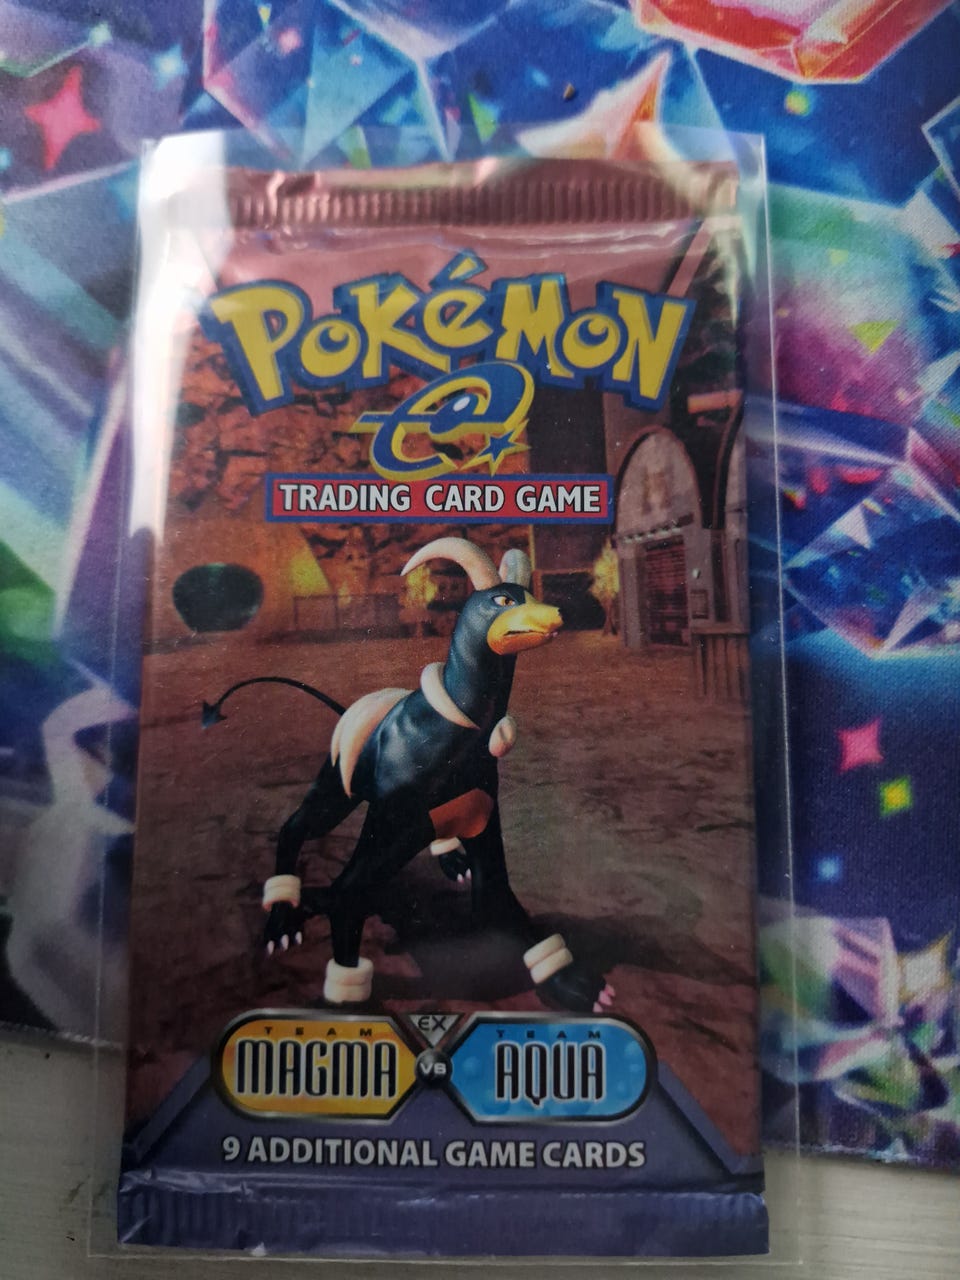 POKéMON
e
TRADING CARD GAME
EX
TEAM MAGMA VS TEAM AQUA
9 ADDITIONAL GAME CARDS